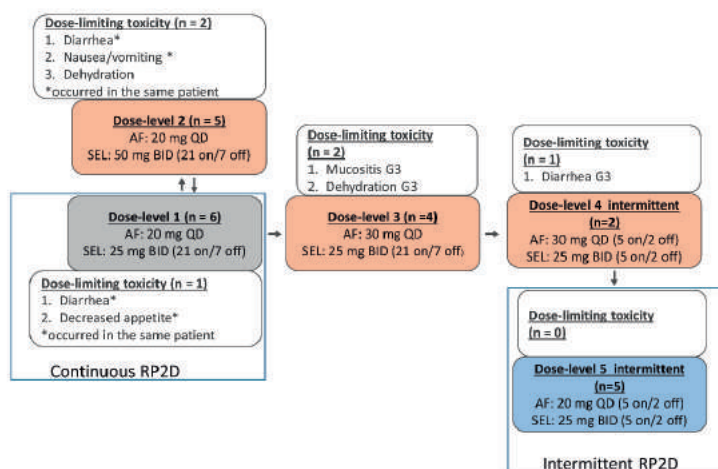 Dose-limiting toxicity (n = 2)
1. Diarrhea*
2. Nausea/vomiting *
3. Dehydration
*occurred in the same patient
Dose-level 2 (n = 5)
AF: 20 mg QD
SEL: 50 mg BID (21 on/7 off)
Dose-level 1 (n = 6)
AF: 20 mg QD
SEL: 25 mg BID (21 on/7 off)
Dose-limiting toxicity (n = 1)
1. Diarrhea*
2. Decreased appetite*
*occurred in the same patient
Continuous RP2D
Dose-limiting toxicity
(n = 2)
1. Mucositis G3
2. Dehydration G3
Dose-level 3 (n =4)
AF: 30 mg QD
SEL: 25 mg BID (21 on/7 off)
Dose-limiting toxicity
(n = 1)
1. Diarrhea G3
Dose-level 4 intermittent
(n=2)
AF: 30 mg QD (5 on/2 off)
SEL: 25 mg BID (5 on/2 off)
Dose-limiting toxicity
(n = 0)
Dose-level 5 intermittent
(n=5)
AF: 20 mg QD (5 on/2 off)
SEL: 25 mg BID (5 on/2 off)
Intermittent RP2D